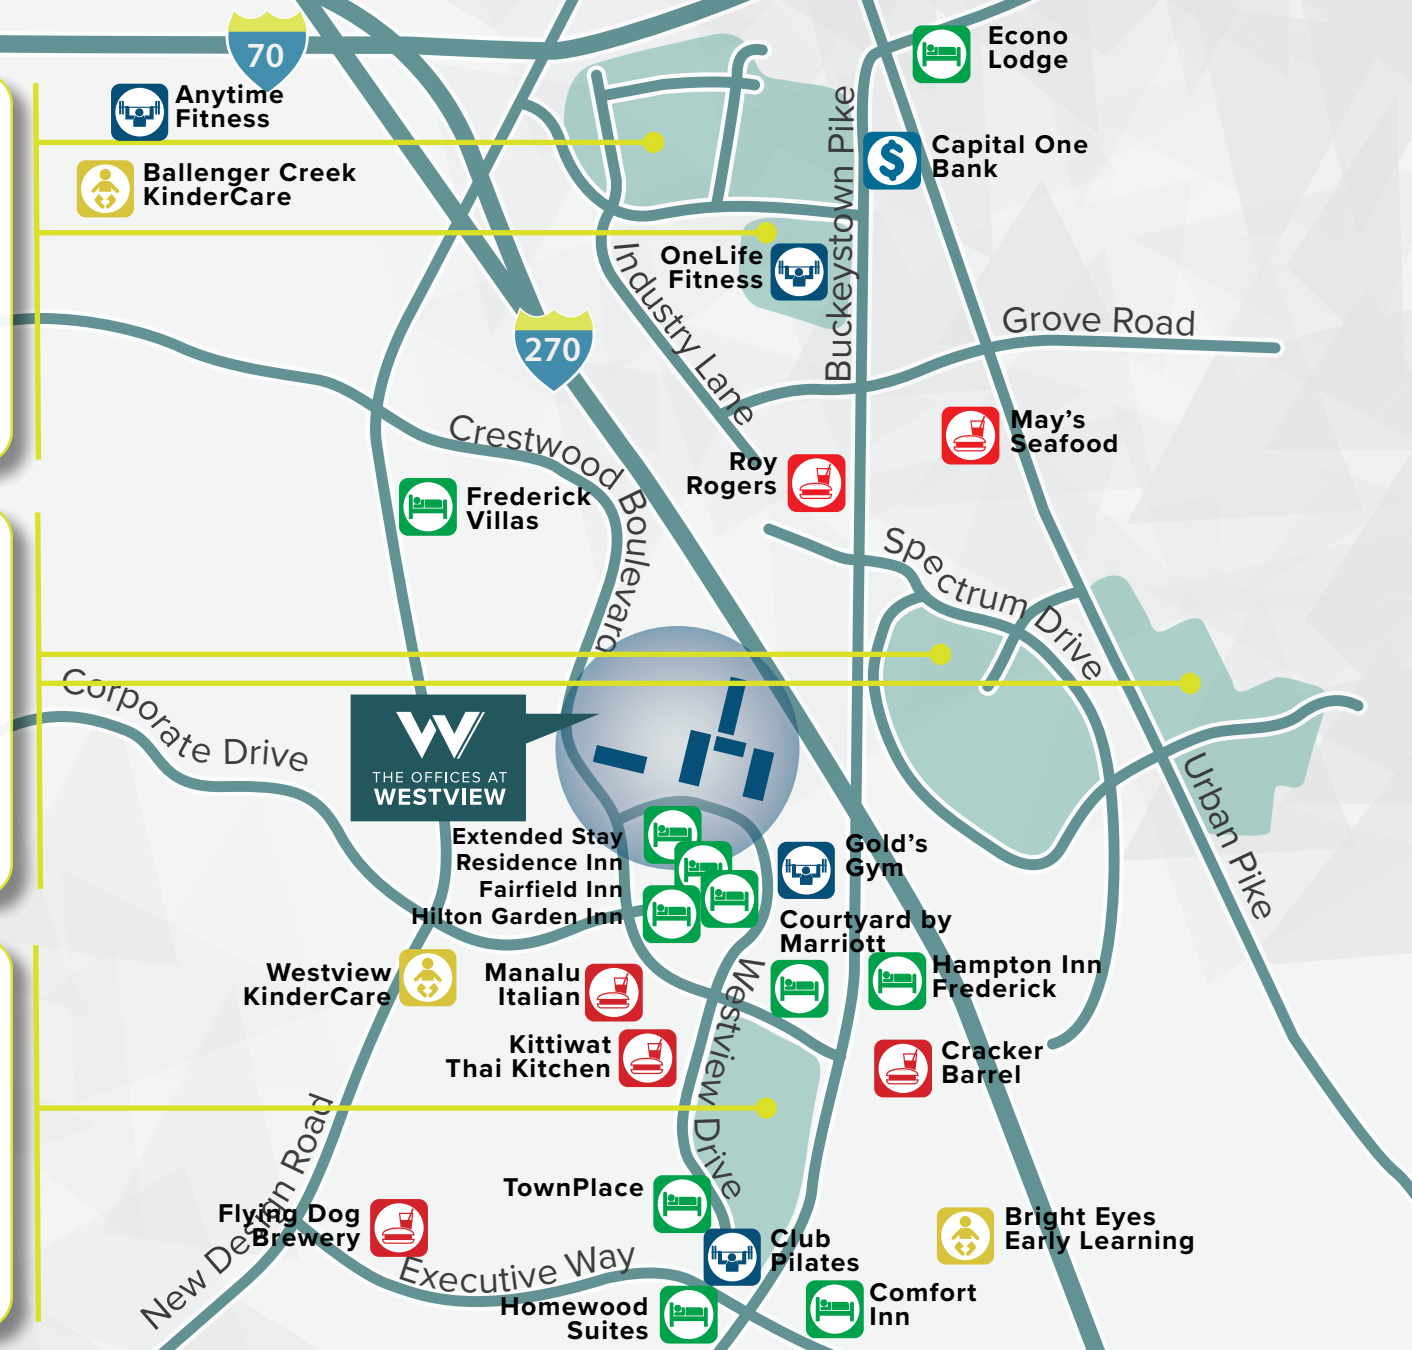 70
Econo
Lodge
Anytime
Fitness
Capital One
Bank
Ballenger Creek
KinderCare
Buckeystown Pike
OneLife
Fitness
Industry Lane
270
Grove Road
Crestwood Boulevard
May's
Seafood
Roy
Rogers
Frederick
Villas
Spectrum Drive
Corporate Drive
W
THE OFFICES AT
WESTVIEW
Urban Pike
Extended Stay
Residence Inn
Fairfield Inn
Hilton Garden Inn
Gold's
Gym
Courtyard by
Marriott
Hampton Inn
Frederick
Westview
KinderCare
Manalu
Italian
Westview Drive
Kittiwat
Thai Kitchen
Cracker
Barrel
New Design Road
TownPlace
Flying Dog
Brewery
Bright Eyes
Early Learning
Executive Way
Club
Pilates
Homewood
Suites
Comfort
Inn